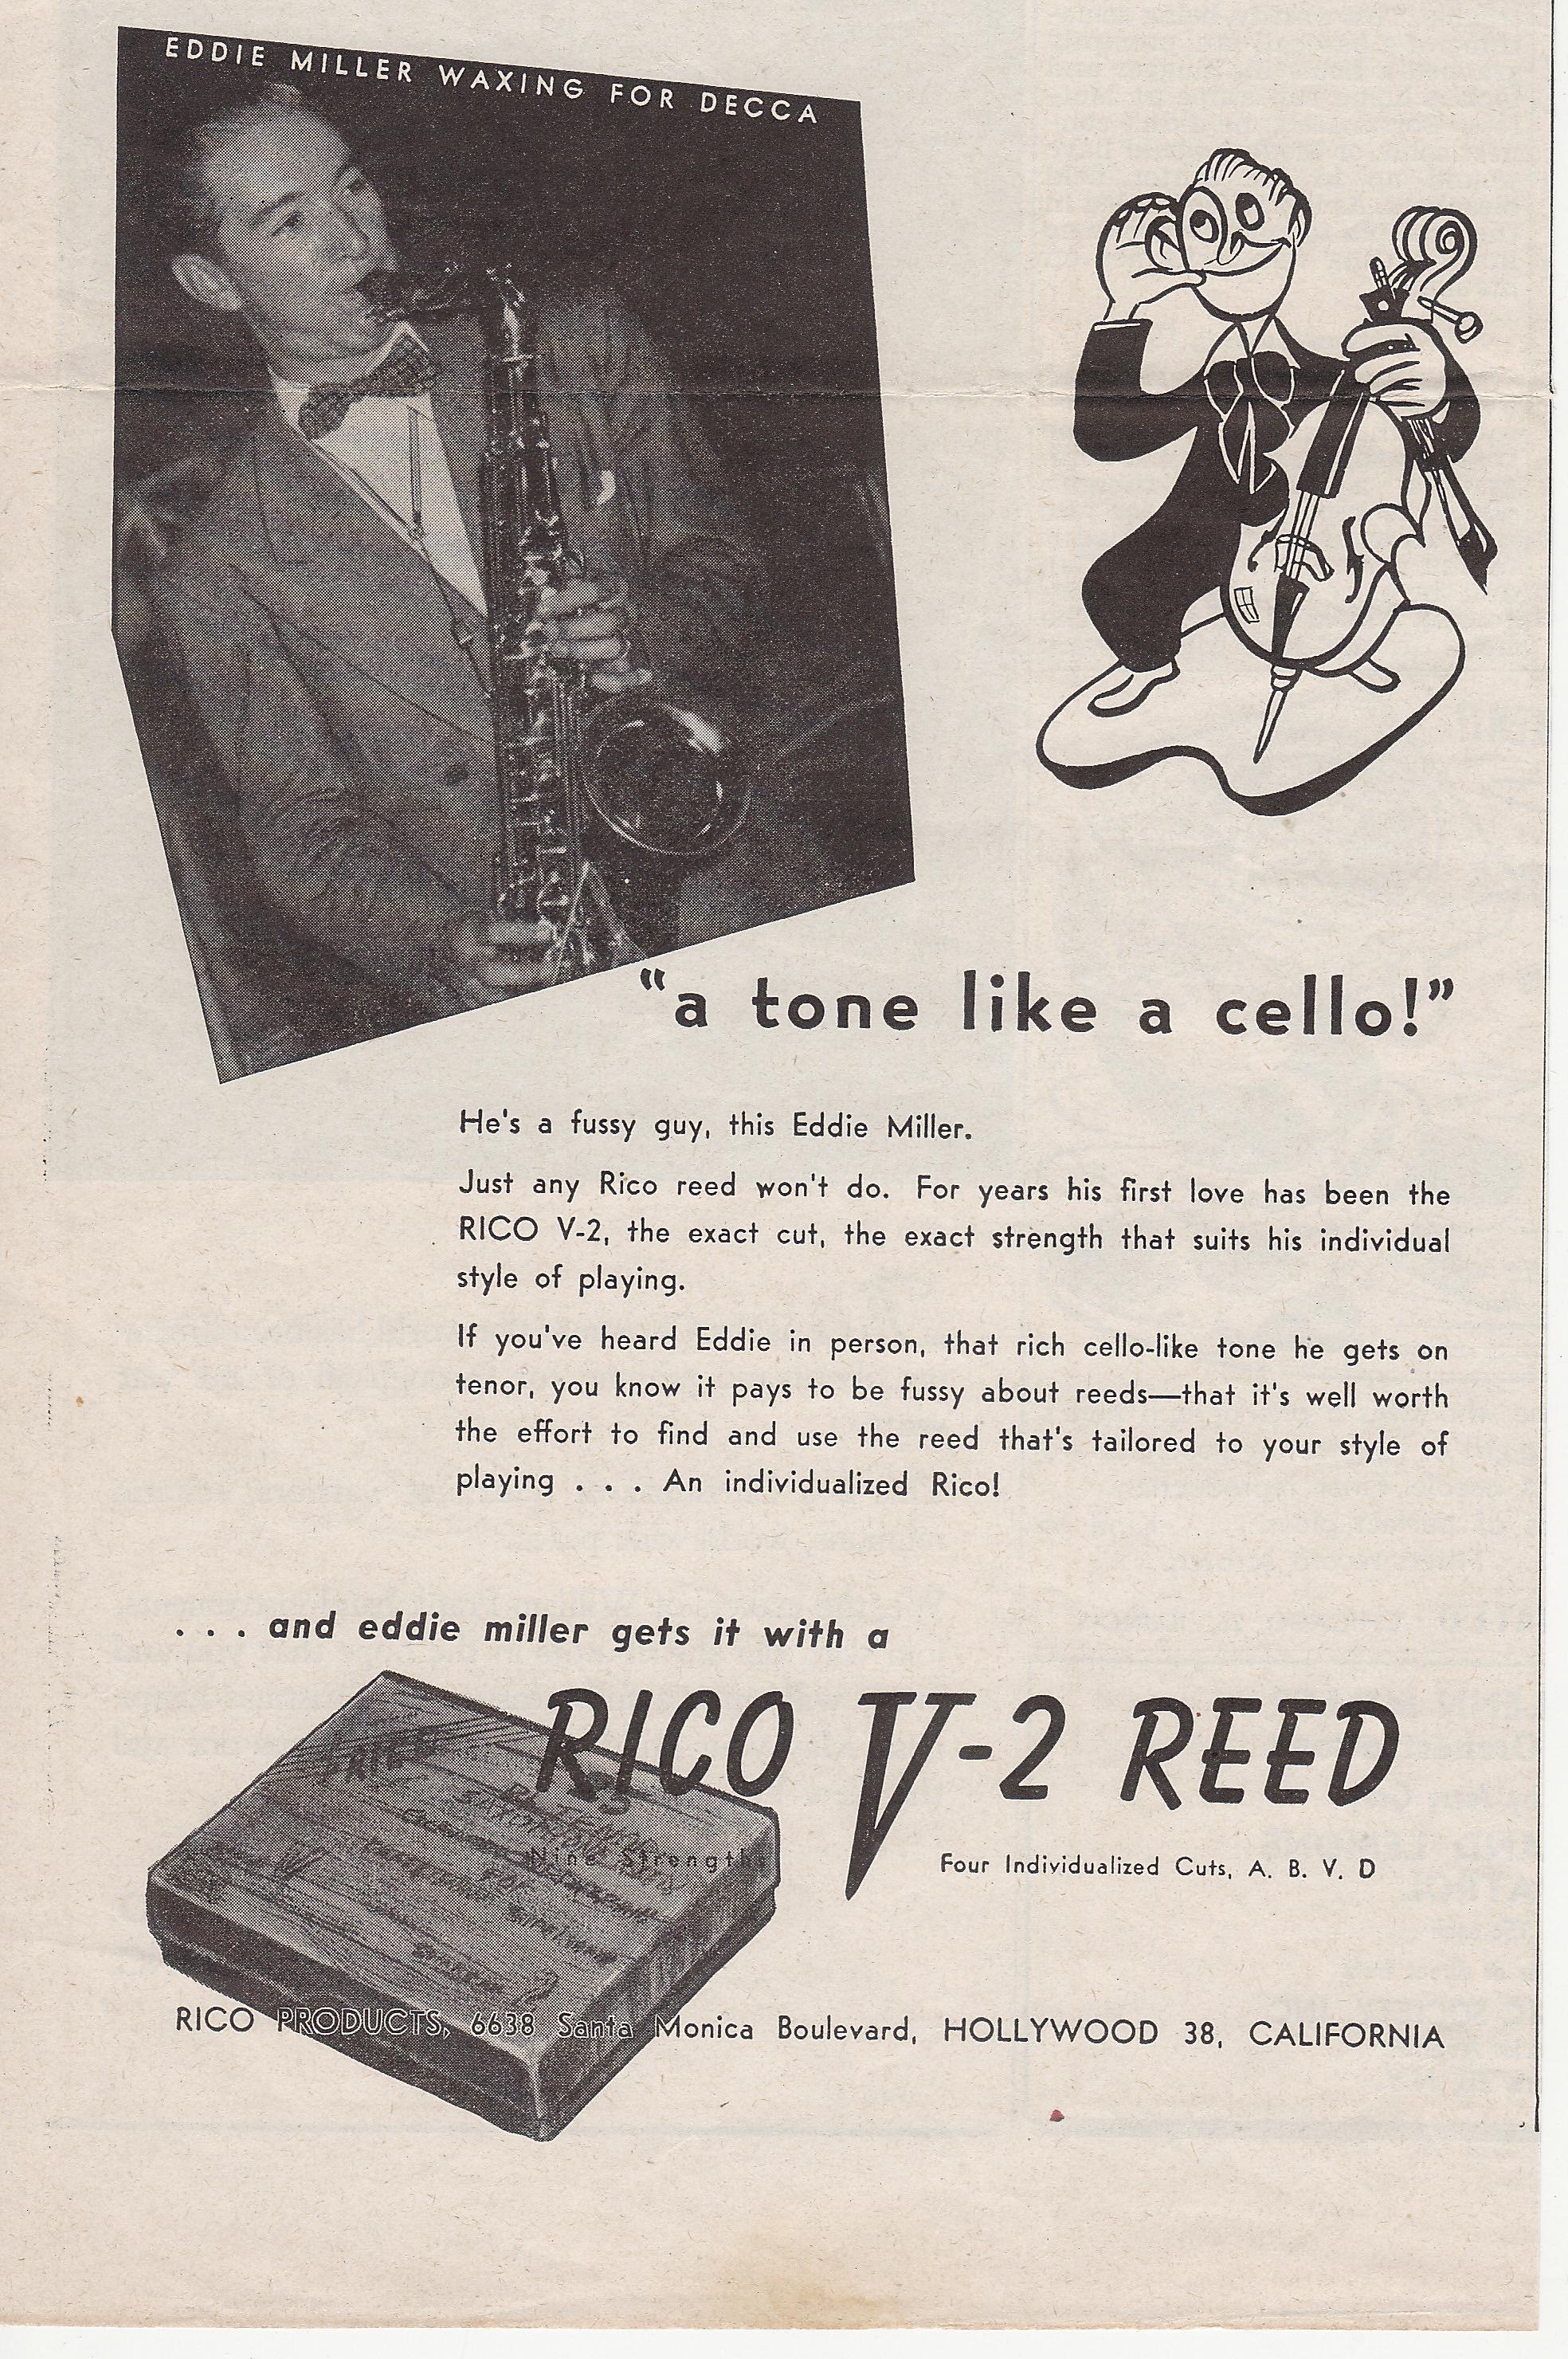 EDDIE MILLER WAXING FOR DECCA
“a tone like a cello!”
He's a fussy guy, this Eddie Miller.
Just any Rico reed won't do. For years his first love has been the
RICO V-2, the exact cut, the exact strength that suits his individual
style of playing.
If you've heard Eddie in person, that rich cello-like tone he gets on
tenor, you know it pays to be fussy about reeds—that it's well worth
the effort to find and use the reed that's tailored to your style of
playing . . . An individualized Rico!
. . . and eddie miller gets it with a
RICO V-2 REED
Nine Strengths
Four Individualized Cuts, A. B. V. D
RICO PRODUCTS, 6638 Santa Monica Boulevard, HOLLYWOOD 38, CALIFORNIA